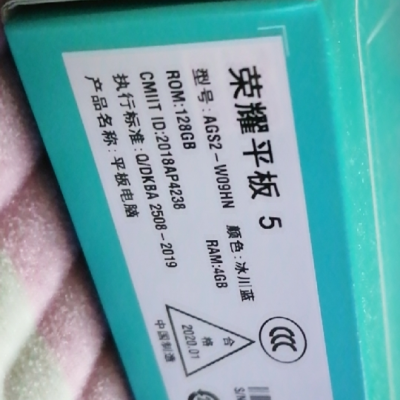 荣耀平板 5
型号:AGS2-W09HN 颜色:冰川蓝
ROM:128GB RAM:4GB
CMIIT ID:2018AP4238
执行标准:Q/DKBA 2508-2019
产品名称:平板电脑
合格
2020.01
中国制造
CCC
SN